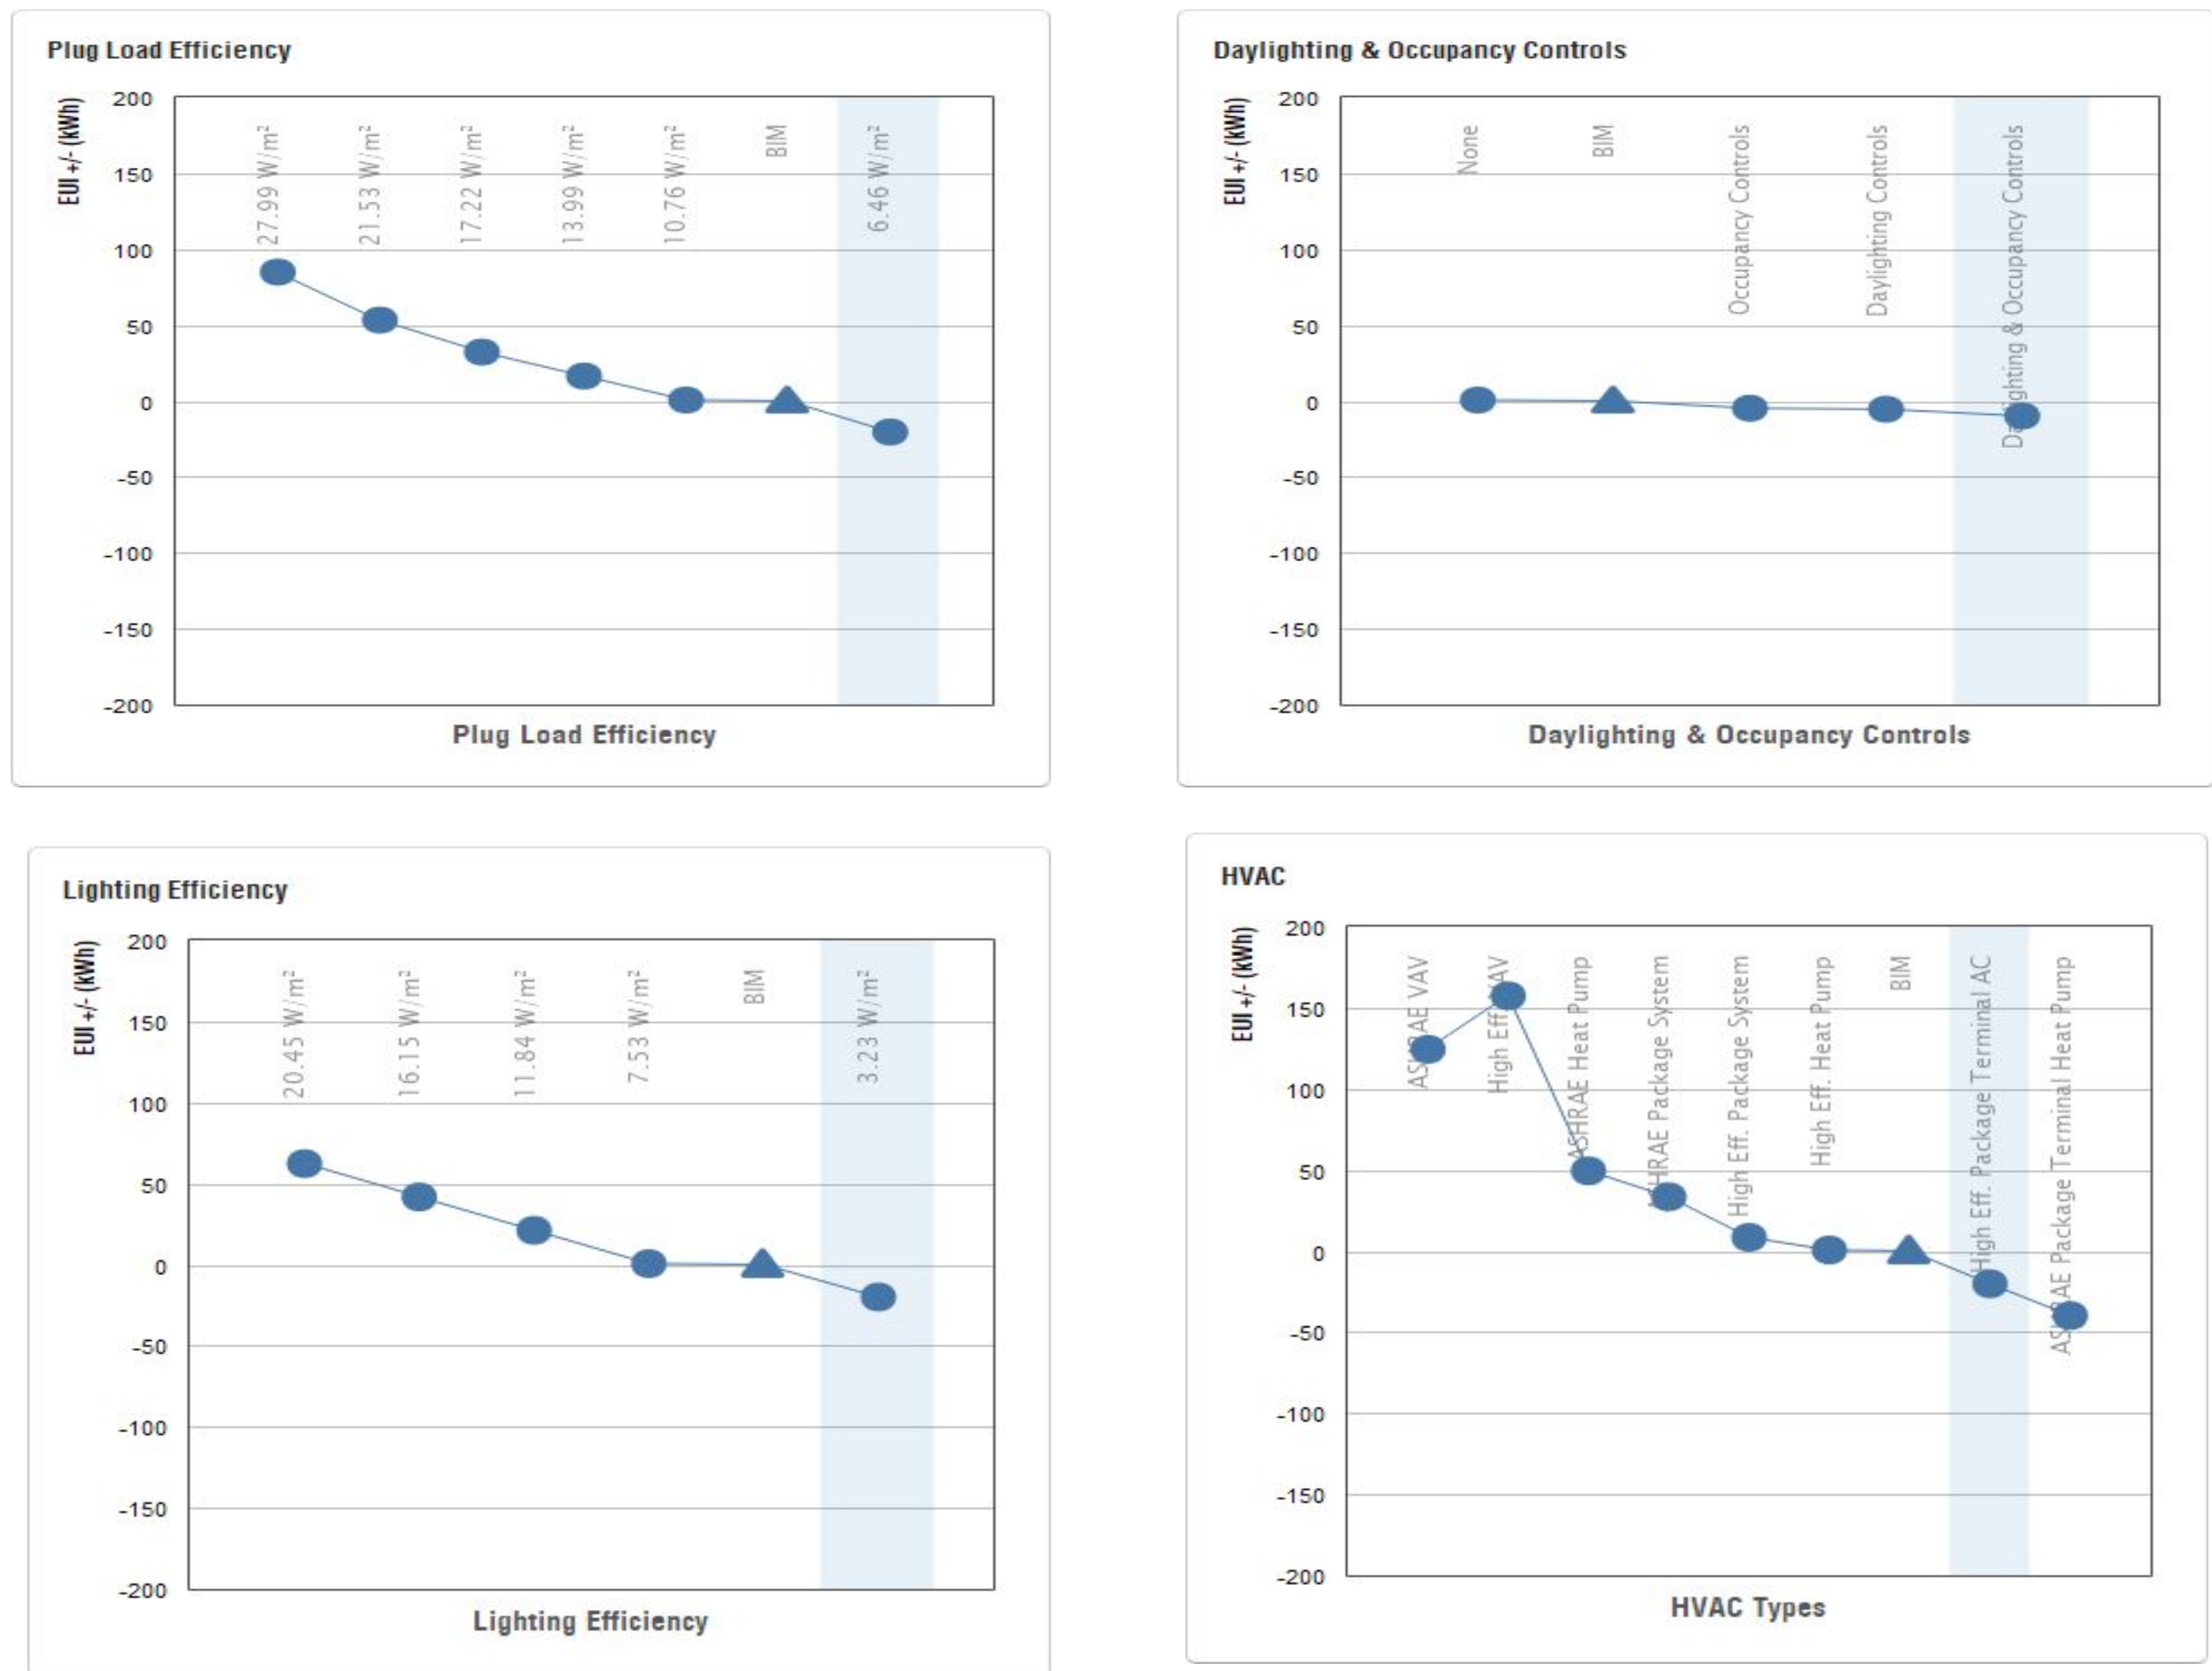 Plug Load Efficiency
EUI +/- (kWh)
200
150
100
50
0
-50
-100
-150
-200
27.99 W/m²
21.53 W/m²
17.22 W/m²
13.99 W/m²
10.76 W/m²
BIM
6.46 W/m²
Plug Load Efficiency
Daylighting & Occupancy Controls
EUI +/- (kWh)
200
150
100
50
0
-50
-100
-150
-200
None
BIM
Occupancy Controls
Daylighting Controls
Daylighting & Occupancy Controls
Daylighting & Occupancy Controls
Lighting Efficiency
EUI +/- (kWh)
200
150
100
50
0
-50
-100
-150
-200
20.45 W/m²
16.15 W/m²
11.84 W/m²
7.53 W/m²
BIM
3.23 W/m²
Lighting Efficiency
HVAC
EUI +/- (kWh)
200
150
100
50
0
-50
-100
-150
-200
ASHRAE VAV
High Eff. VAV
ASHRAE Heat Pump
ASHRAE Package System
High Eff. Package System
High Eff. Heat Pump
BIM
High Eff. Package Terminal AC
ASHRAE Package Terminal Heat Pump
HVAC Types